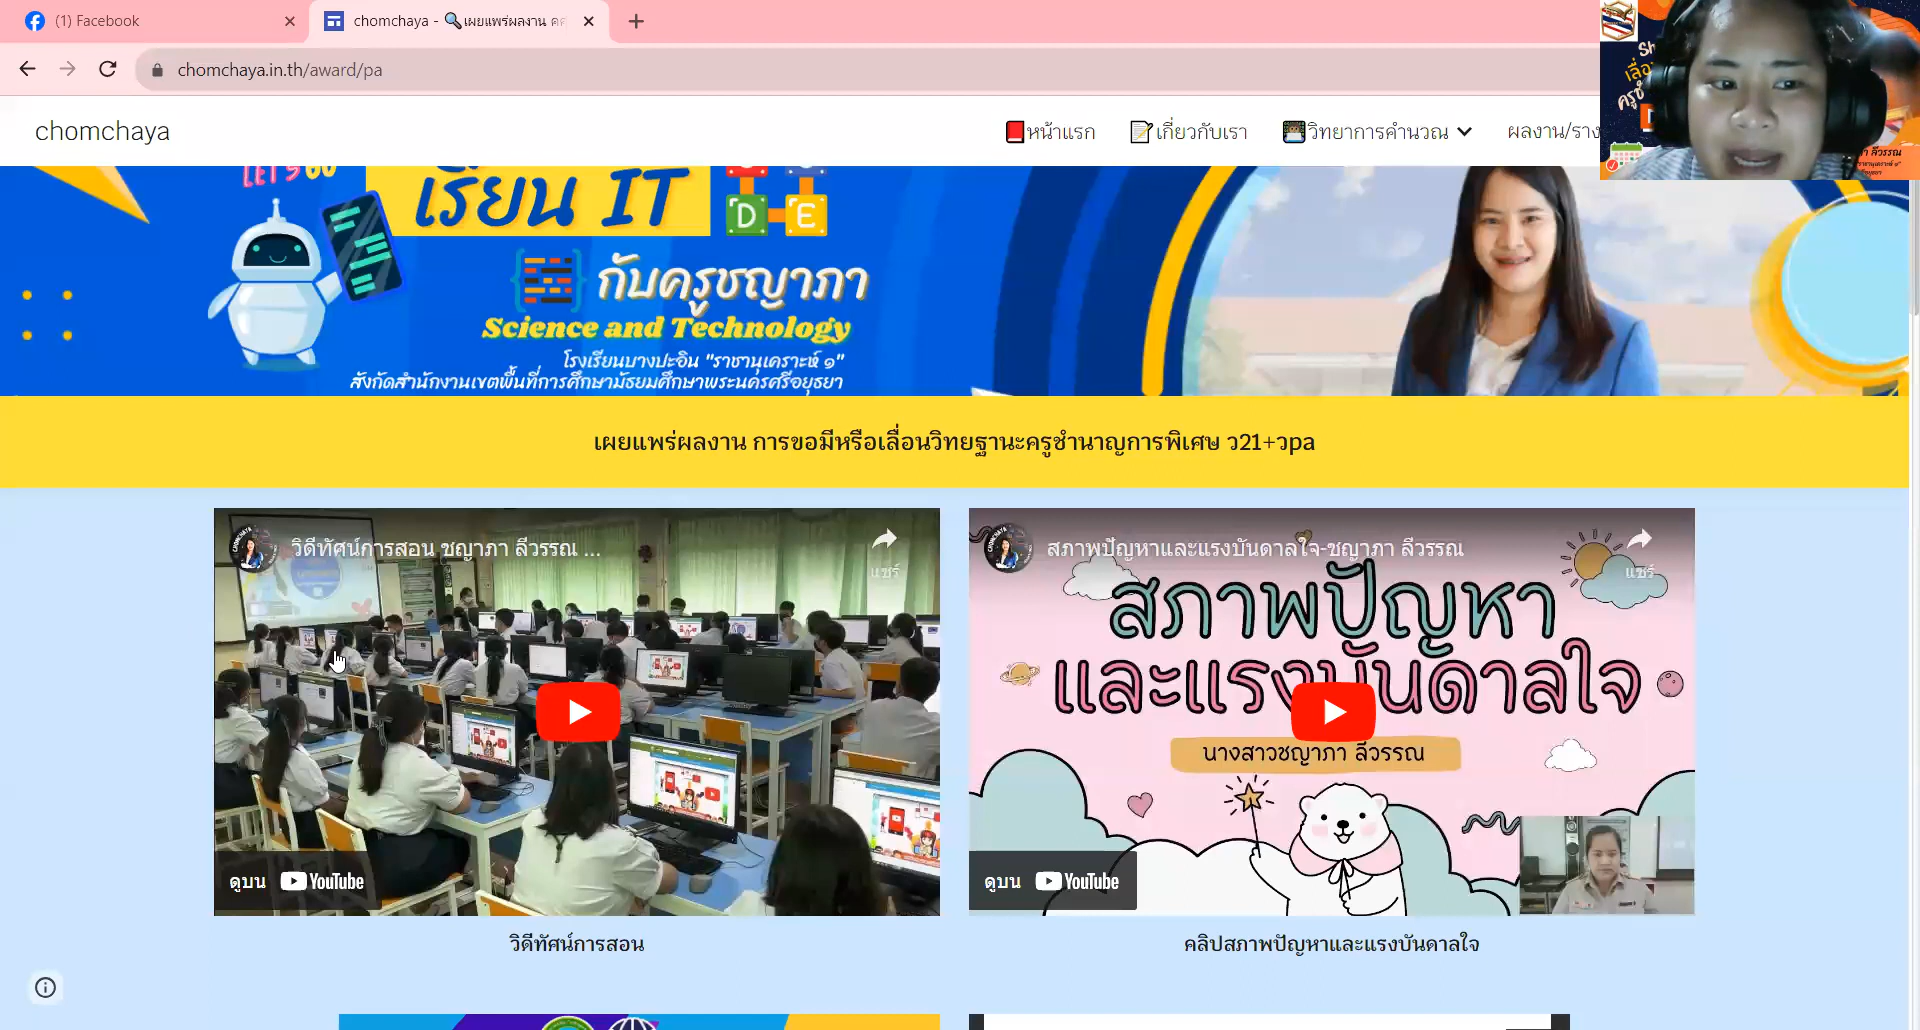 (1) Facebook
chomchaya - 🔍เผยแพร่ผลงาน
chomchaya.in.th/award/pa
chomchaya
หน้าแรก
เกี่ยวกับเรา
วิทยาการคำนวณ
ผลงาน/ราง
LET'S GO
เรียน IT
D E
กับครูชญาภา
Science and Technology
โรงเรียนบางปะอิน "ราชานุเคราะห์ ๑"
สังกัดสำนักงานเขตพื้นที่การศึกษามัธยมศึกษาพระนครศรีอยุธยา
เผยแพร่ผลงาน การขอมีหรือเลื่อนวิทยฐานะครูชำนาญการพิเศษ ว21+วpa
วิดีทัศน์การสอน ชญาภา ลีวรรณ ...
แชร์
ดูบน YouTube
วิดีทัศน์การสอน
สภาพปัญหาและแรงบันดาลใจ-ชญาภา ลีวรรณ
แชร์
สภาพปัญหา
และแรงบันดาลใจ
นางสาวชญาภา ลีวรรณ
ดูบน YouTube
คลิปสภาพปัญหาและแรงบันดาลใจ